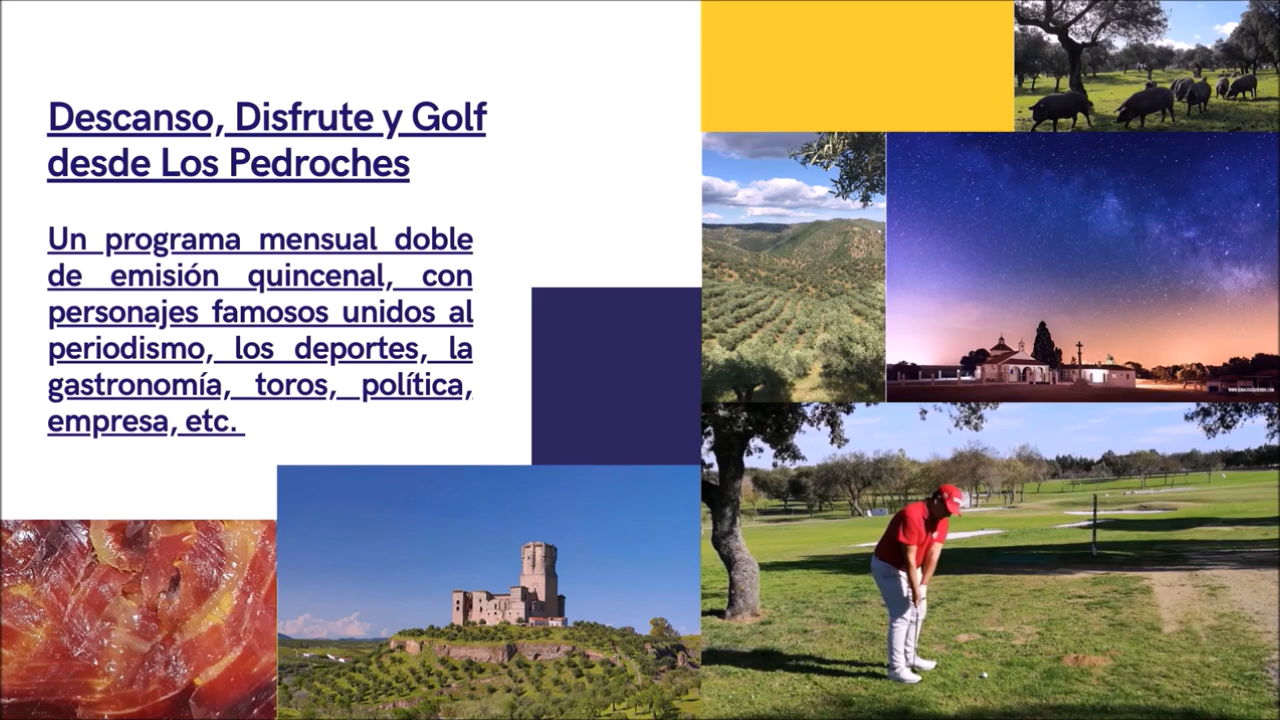 Descanso, Disfrute y Golf
desde Los Pedroches
Un programa mensual doble
de emisión quincenal, con
personajes famosos unidos al
periodismo, los deportes, la
gastronomía, toros, política,
empresa, etc.